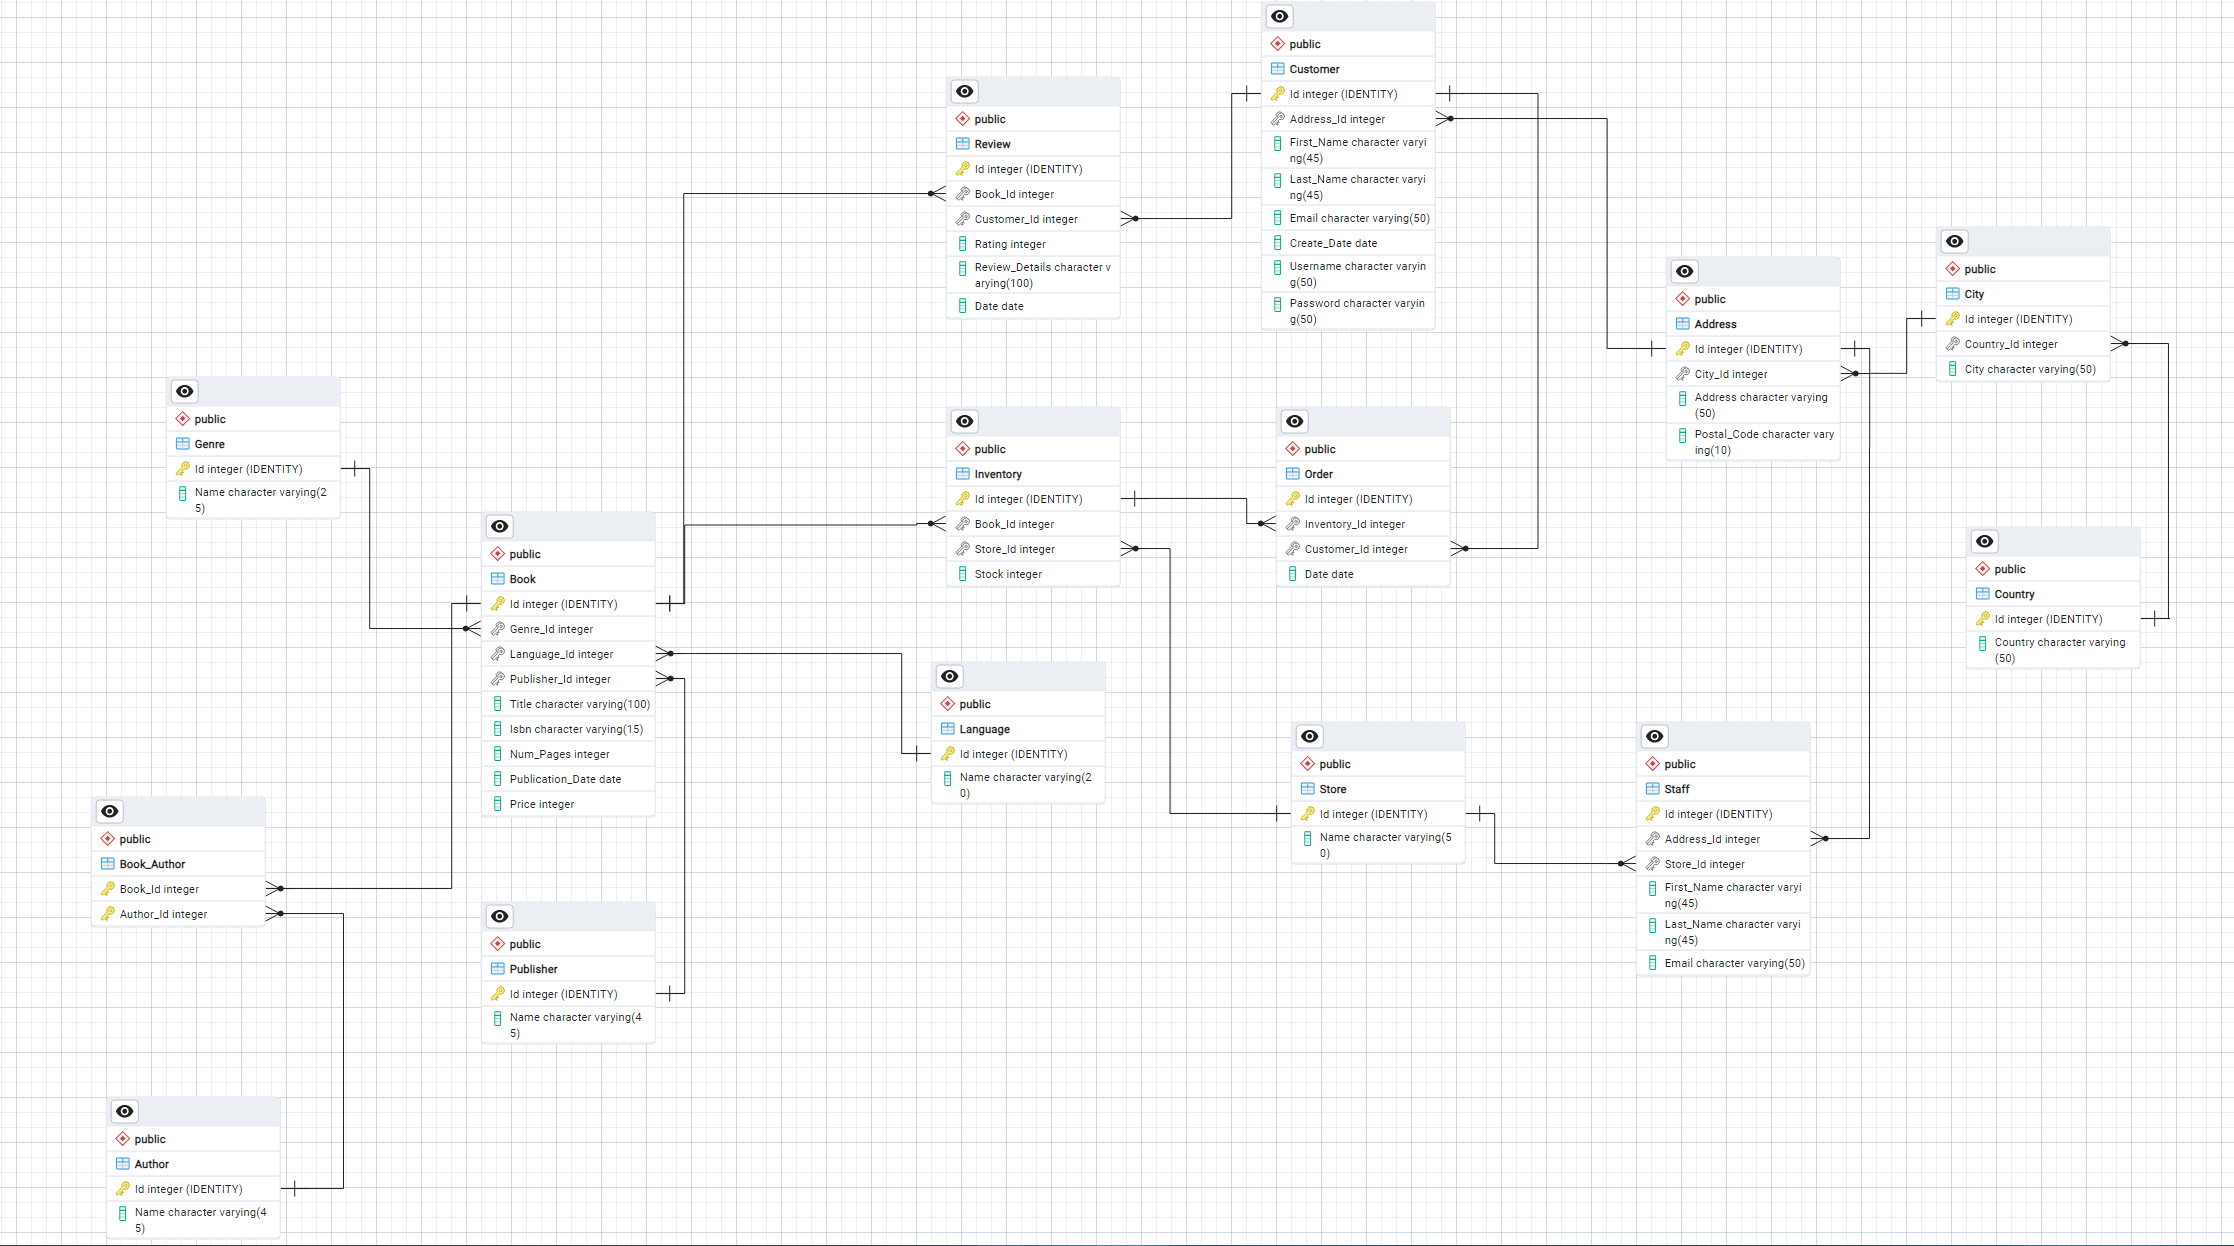 public
Customer
Id integer (IDENTITY)
Address_Id integer
First_Name character varyi
ng(45)
Last_Name character varyi
ng(45)
Email character varying(50)
Create_Date date
Username character varyin
g(50)
Password character varyin
g(50)
public
Review
Id integer (IDENTITY)
Book_Id integer
Customer_Id integer
Rating integer
Review_Details character v
arying(100)
Date date
public
City
Id integer (IDENTITY)
Country_Id integer
City character varying(50)
public
Address
Id integer (IDENTITY)
City_Id integer
Address character varying
(50)
Postal_Code character vary
ing(10)
public
Genre
Id integer (IDENTITY)
Name character varying(2
5)
public
Inventory
Id integer (IDENTITY)
Book_Id integer
Store_Id integer
Stock integer
public
Order
Id integer (IDENTITY)
Inventory_Id integer
Customer_Id integer
Date date
public
Book
Id integer (IDENTITY)
Genre_Id integer
Language_Id integer
Publisher_Id integer
Title character varying(100)
Isbn character varying(15)
Num_Pages integer
Publication_Date date
Price integer
public
Country
Id integer (IDENTITY)
Country character varying
(50)
public
Language
Id integer (IDENTITY)
Name character varying(2
0)
public
Store
Id integer (IDENTITY)
Name character varying(5
0)
public
Staff
Id integer (IDENTITY)
Address_Id integer
Store_Id integer
First_Name character varyi
ng(45)
Last_Name character varyi
ng(45)
Email character varying(50)
public
Book_Author
Book_Id integer
Author_Id integer
public
Publisher
Id integer (IDENTITY)
Name character varying(4
5)
public
Author
Id integer (IDENTITY)
Name character varying(4
5)